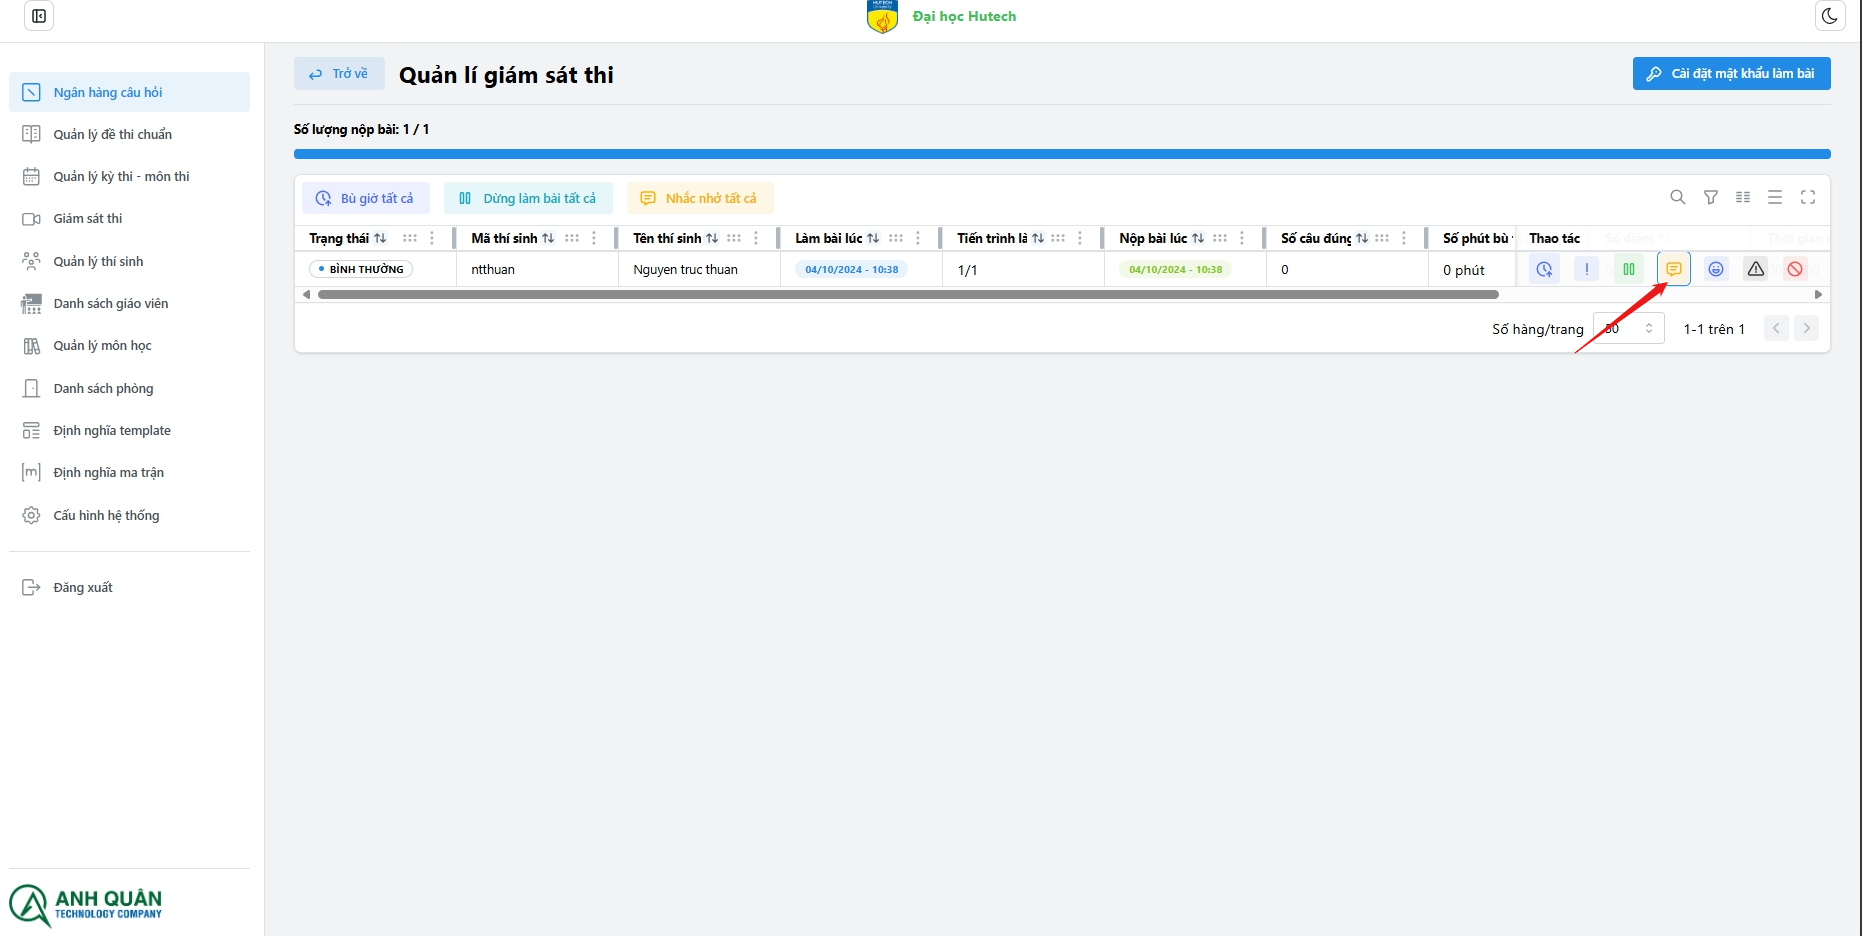 HUTECH
Đại học Hutech
Ngân hàng câu hỏi
Quản lý đề thi chuẩn
Quản lý kỳ thi - môn thi
Giám sát thi
Quản lý thí sinh
Danh sách giáo viên
Quản lý môn học
Danh sách phòng
Định nghĩa template
Định nghĩa ma trận
Cấu hình hệ thống
Đăng xuất
ANH QUÂN
TECHNOLOGY COMPANY
Trở về
Quản lí giám sát thi
Cài đặt mật khẩu làm bài
Số lượng nộp bài: 1 / 1
Bù giờ tất cả
Dừng làm bài tất cả
Nhắc nhở tất cả
Trạng thái Mã thí sinh Tên thí sinh Làm bài lúc Tiến trình là Nộp bài lúc Số câu đúng Số phút bù Thao tác Số điểm Thời gian
BÌNH THƯỜNG ntthuan Nguyen truc thuan 04/10/2024 - 10:38 1/1 04/10/2024 - 10:38 0 0 phút
Số hàng/trang 50 1-1 trên 1